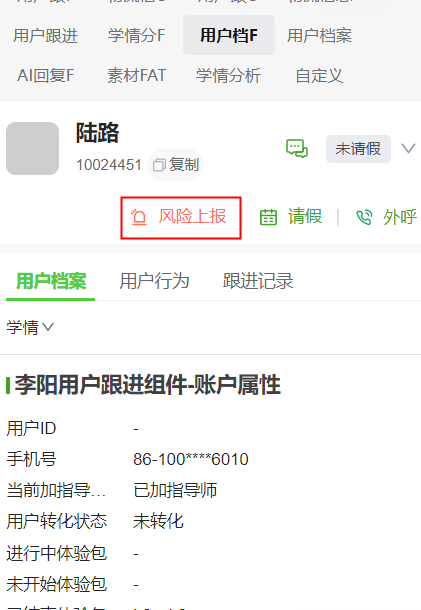 用户跟进 学情分F 用户档F 用户档案
AI回复F 素材FAT 学情分析 自定义
陆路
未请假
10024451 复制
风险上报 请假 外呼
用户档案 用户行为 跟进记录
学情
李阳用户跟进组件-账户属性
用户ID -
手机号 86-100****6010
当前加指导... 已加指导师
用户转化状态 未转化
进行中体验包 -
未开始体验包 -